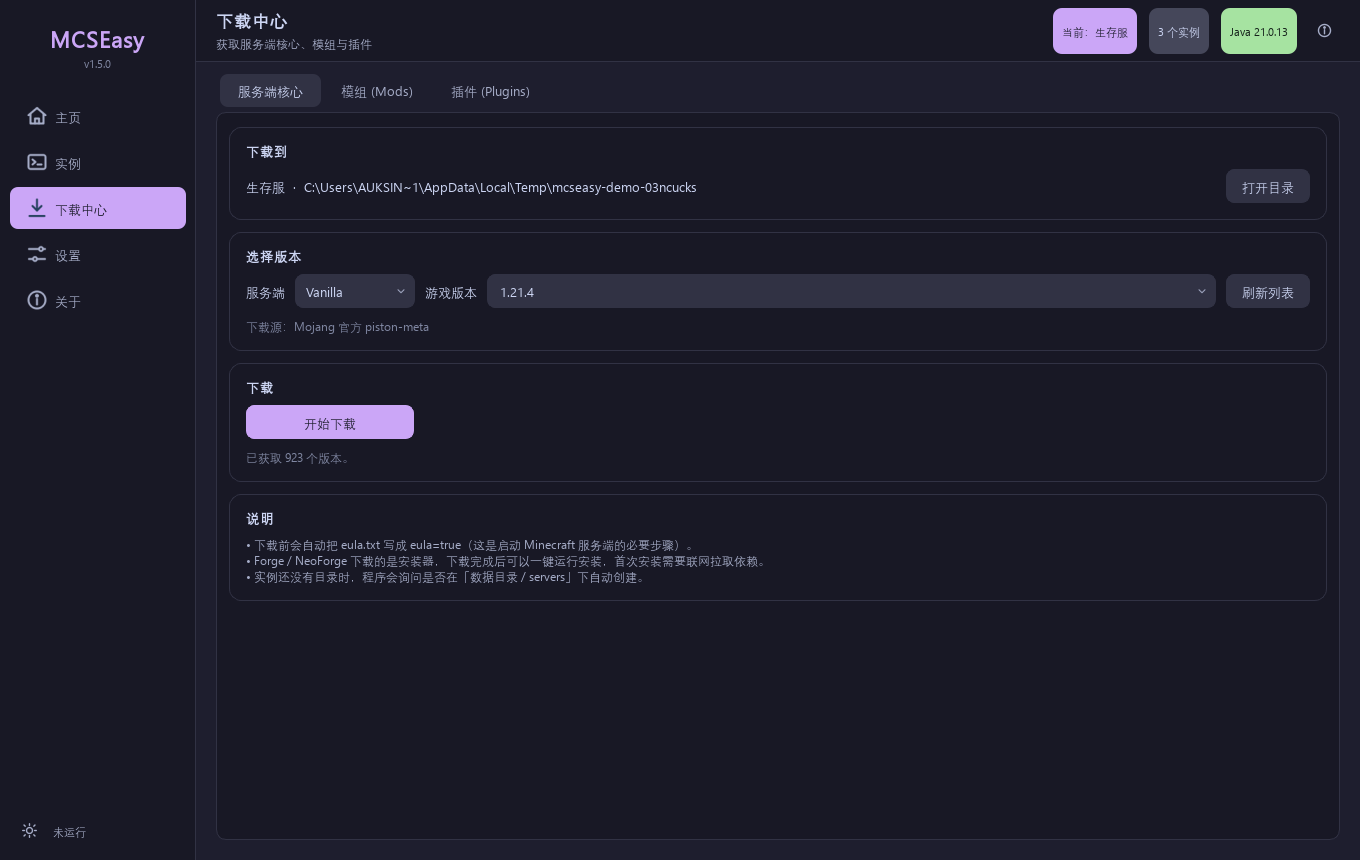 MCSEasy
v1.5.0
主页
实例
下载中心
设置
关于
未运行
下载中心
获取服务端核心、模组与插件
当前：生存服
3 个实例
Java 21.0.13
服务端核心
模组 (Mods)
插件 (Plugins)
下载到
生存服 · C:\Users\AUKSIN~1\AppData\Local\Temp\mcseasy-demo-03ncucks
打开目录
选择版本
服务端
Vanilla
游戏版本
1.21.4
刷新列表
下载源：Mojang 官方 piston-meta
下载
开始下载
已获取 923 个版本。
说明
• 下载前会自动把 eula.txt 写成 eula=true（这是启动 Minecraft 服务端的必要步骤）。
• Forge / NeoForge 下载的是安装器，下载完成后可以一键运行安装，首次安装需要联网拉取依赖。
• 实例还没有目录时，程序会询问是否在「数据目录 / servers」下自动创建。